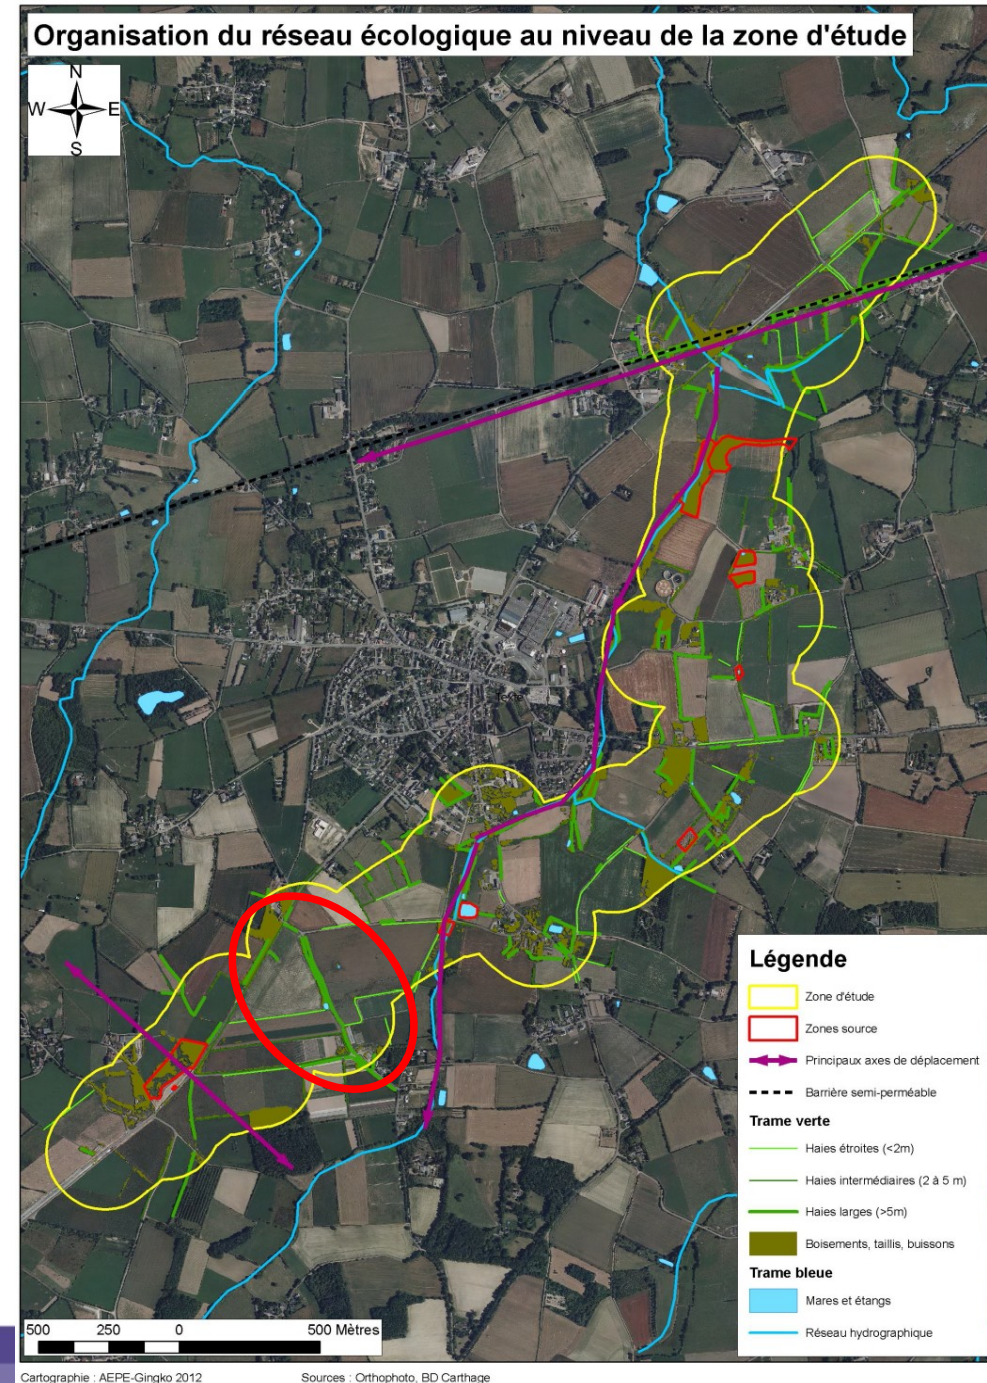 Organisation du réseau écologique au niveau de la zone d'étude
N
W E
S
Légende
Zone d'étude
Zones source
Principaux axes de déplacement
Barrière semi-perméable
Trame verte
Haies étroites (<2m)
Haies intermédiaires (2 à 5 m)
Haies larges (>5m)
Boisements, taillis, buissons
Trame bleue
Mares et étangs
Réseau hydrographique
500 250 0 500 Mètres
Cartographie : AEPE-Gingko 2012 Sources : Orthophoto, BD Carthage